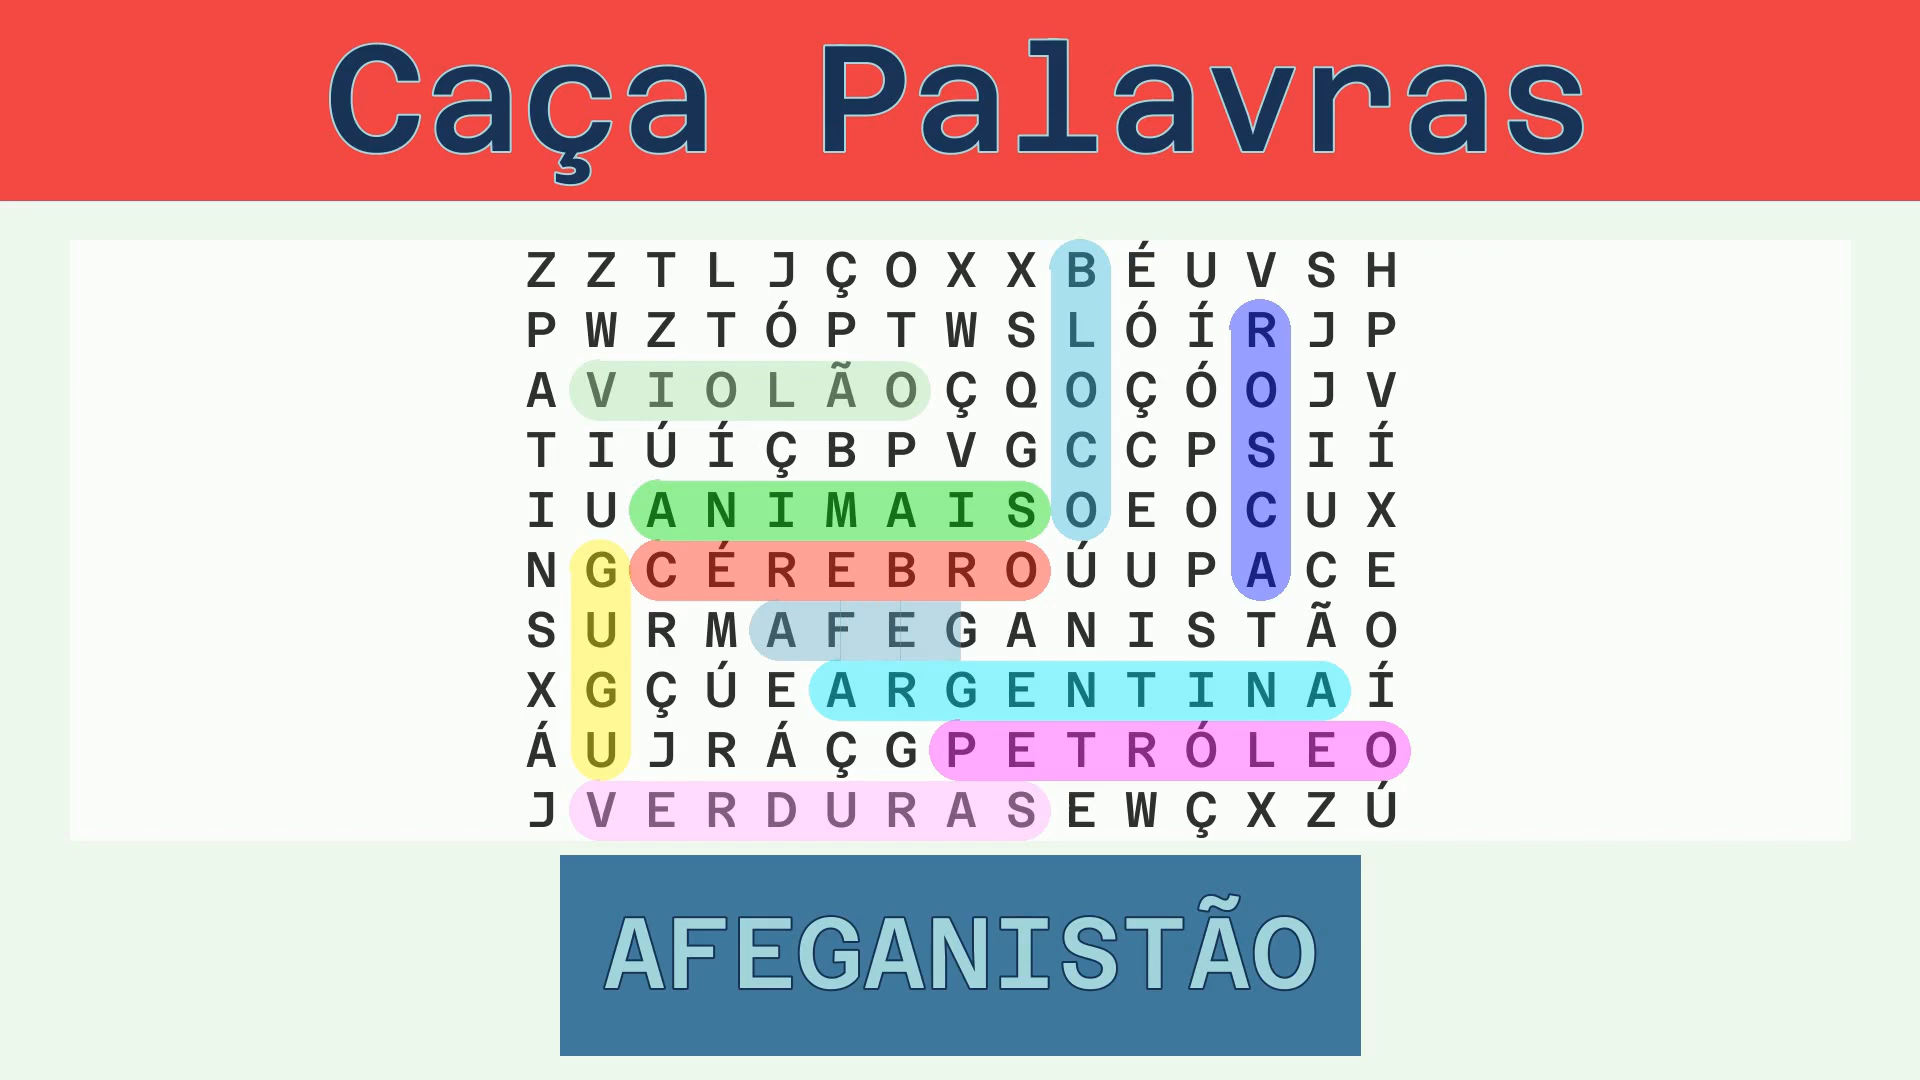 Caça Palavras
Z Z T L J Ç O X X B É U V S H
P W Z T Ó P T W S L Ó Í R J P
A V I O L Ã O Ç Q O Ç Ó O J V
T I Ú Í Ç B P V G C C P S I Í
I U A N I M A I S O E O C U X
N G C É R E B R O Ú U P A C E
S U R M A F E G A N I S T Ã O
X G Ç Ú E A R G E N T I N A Í
Á U J R Á Ç G P E T R Ó L E O
J V E R D U R A S E W Ç X Z Ú
AFEGANISTÃO